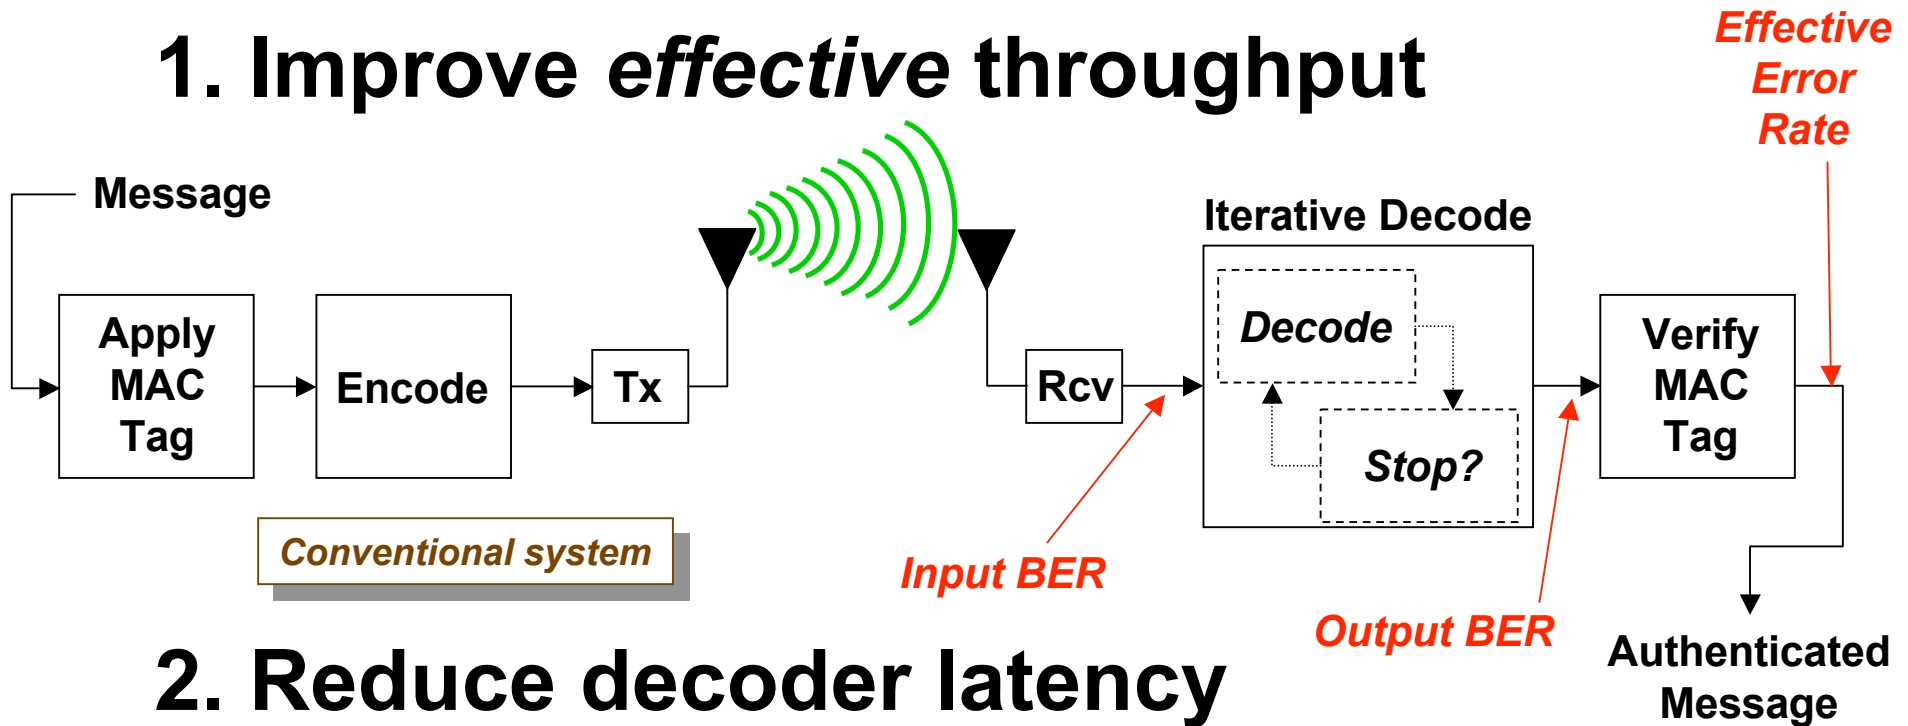 1. Improve effective throughput
Effective
Error
Rate
Message
Iterative Decode
Apply
MAC
Tag
Encode
Tx
Rcv
Decode
Stop?
Verify
MAC
Tag
Conventional system
Input BER
Output BER
Authenticated
Message
2. Reduce decoder latency